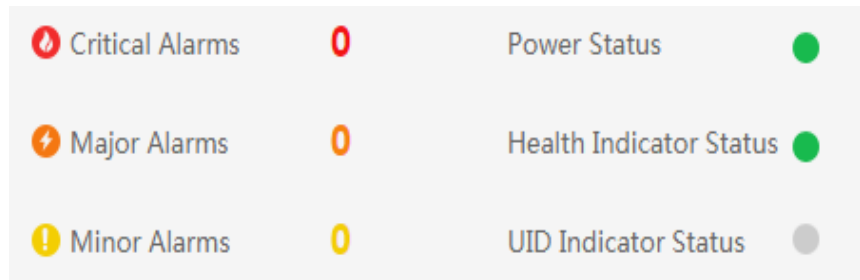 Critical Alarms 0 Power Status
Major Alarms 0 Health Indicator Status
Minor Alarms 0 UID Indicator Status